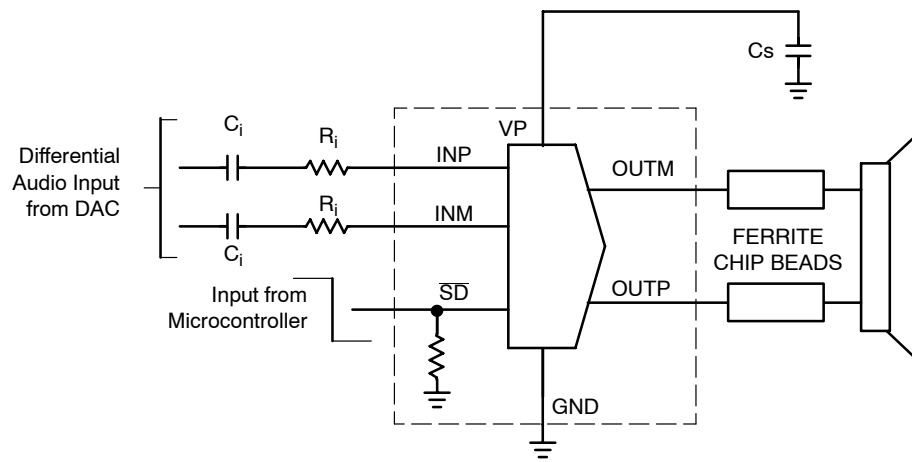 Cs
VP
Ci
Ri
INP
Differential
Audio Input
from DAC
OUTM
Ri
INM
Ci
FERRITE
CHIP BEADS
Input from
Microcontroller
SD
OUTP
GND